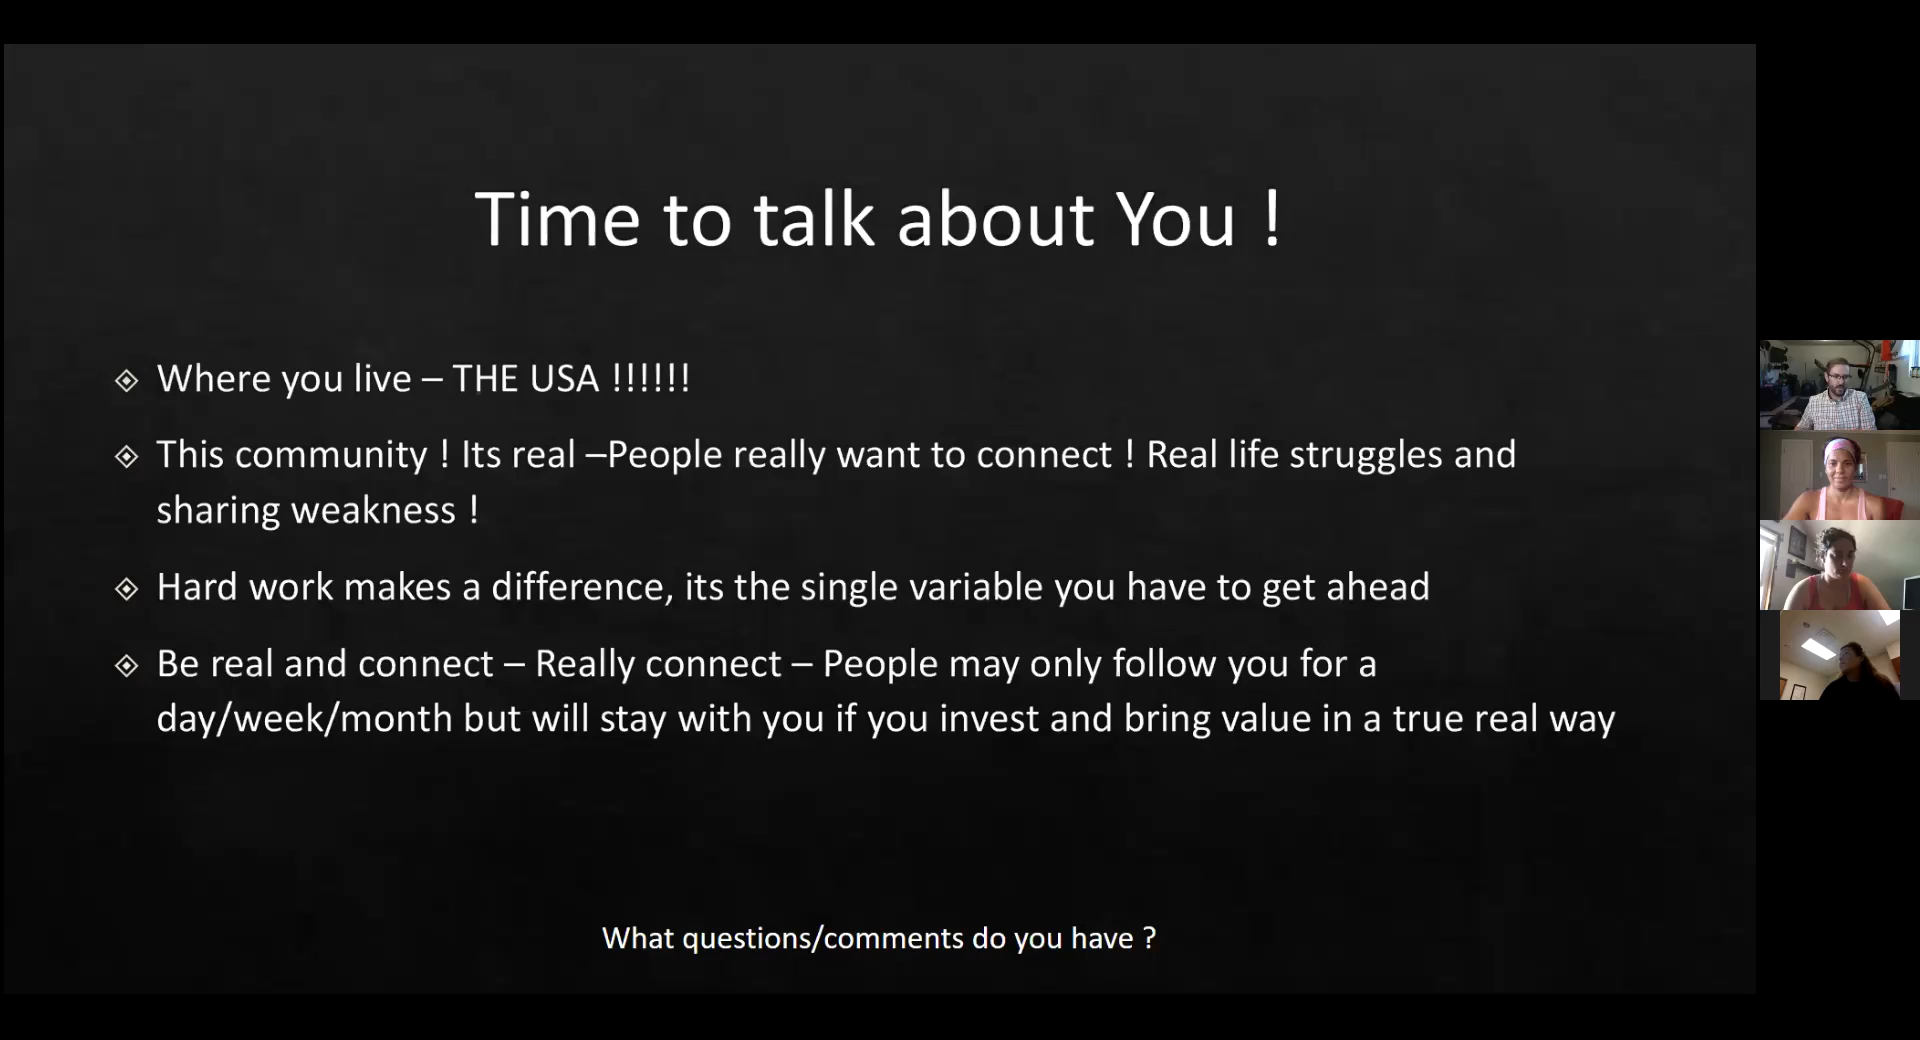 Time to talk about You !
Where you live – THE USA !!!!!!
This community ! Its real –People really want to connect ! Real life struggles and
sharing weakness !
Hard work makes a difference, its the single variable you have to get ahead
Be real and connect – Really connect – People may only follow you for a
day/week/month but will stay with you if you invest and bring value in a true real way
What questions/comments do you have ?